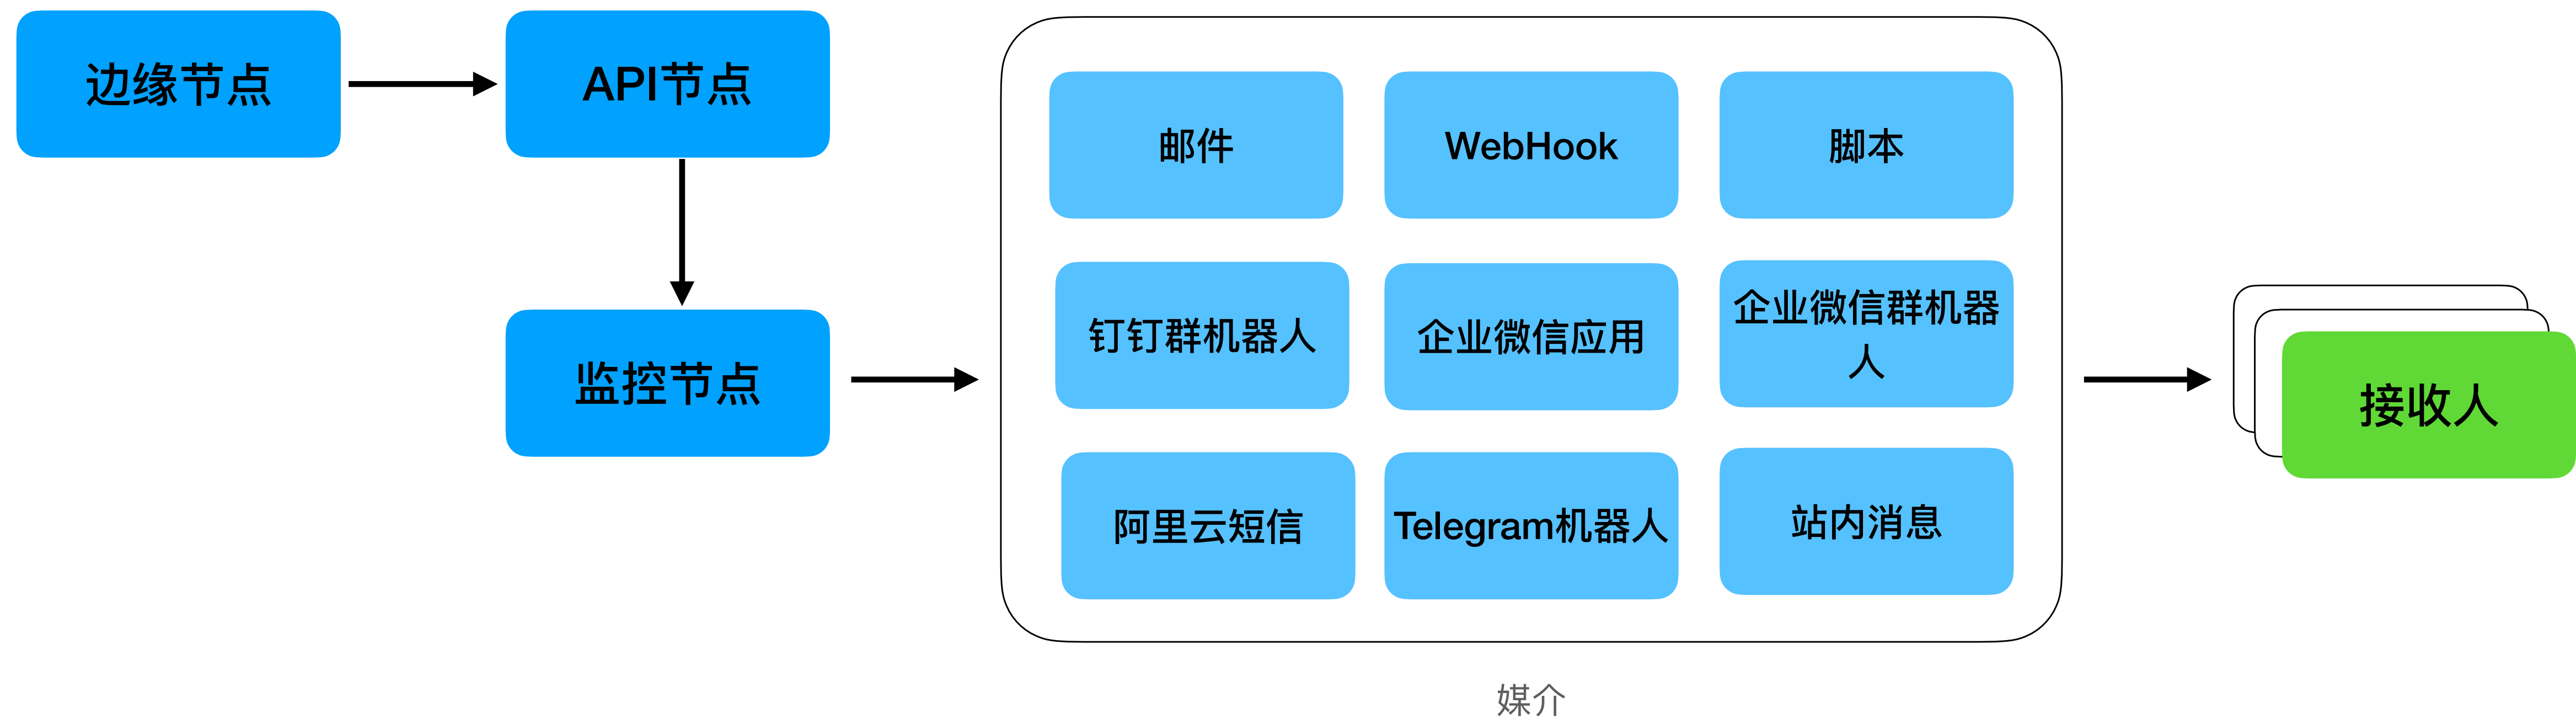 边缘节点
API节点
监控节点
邮件
WebHook
脚本
钉钉群机器人
企业微信应用
企业微信群机器
人
阿里云短信
Telegram机器人
站内消息
接收人
媒介